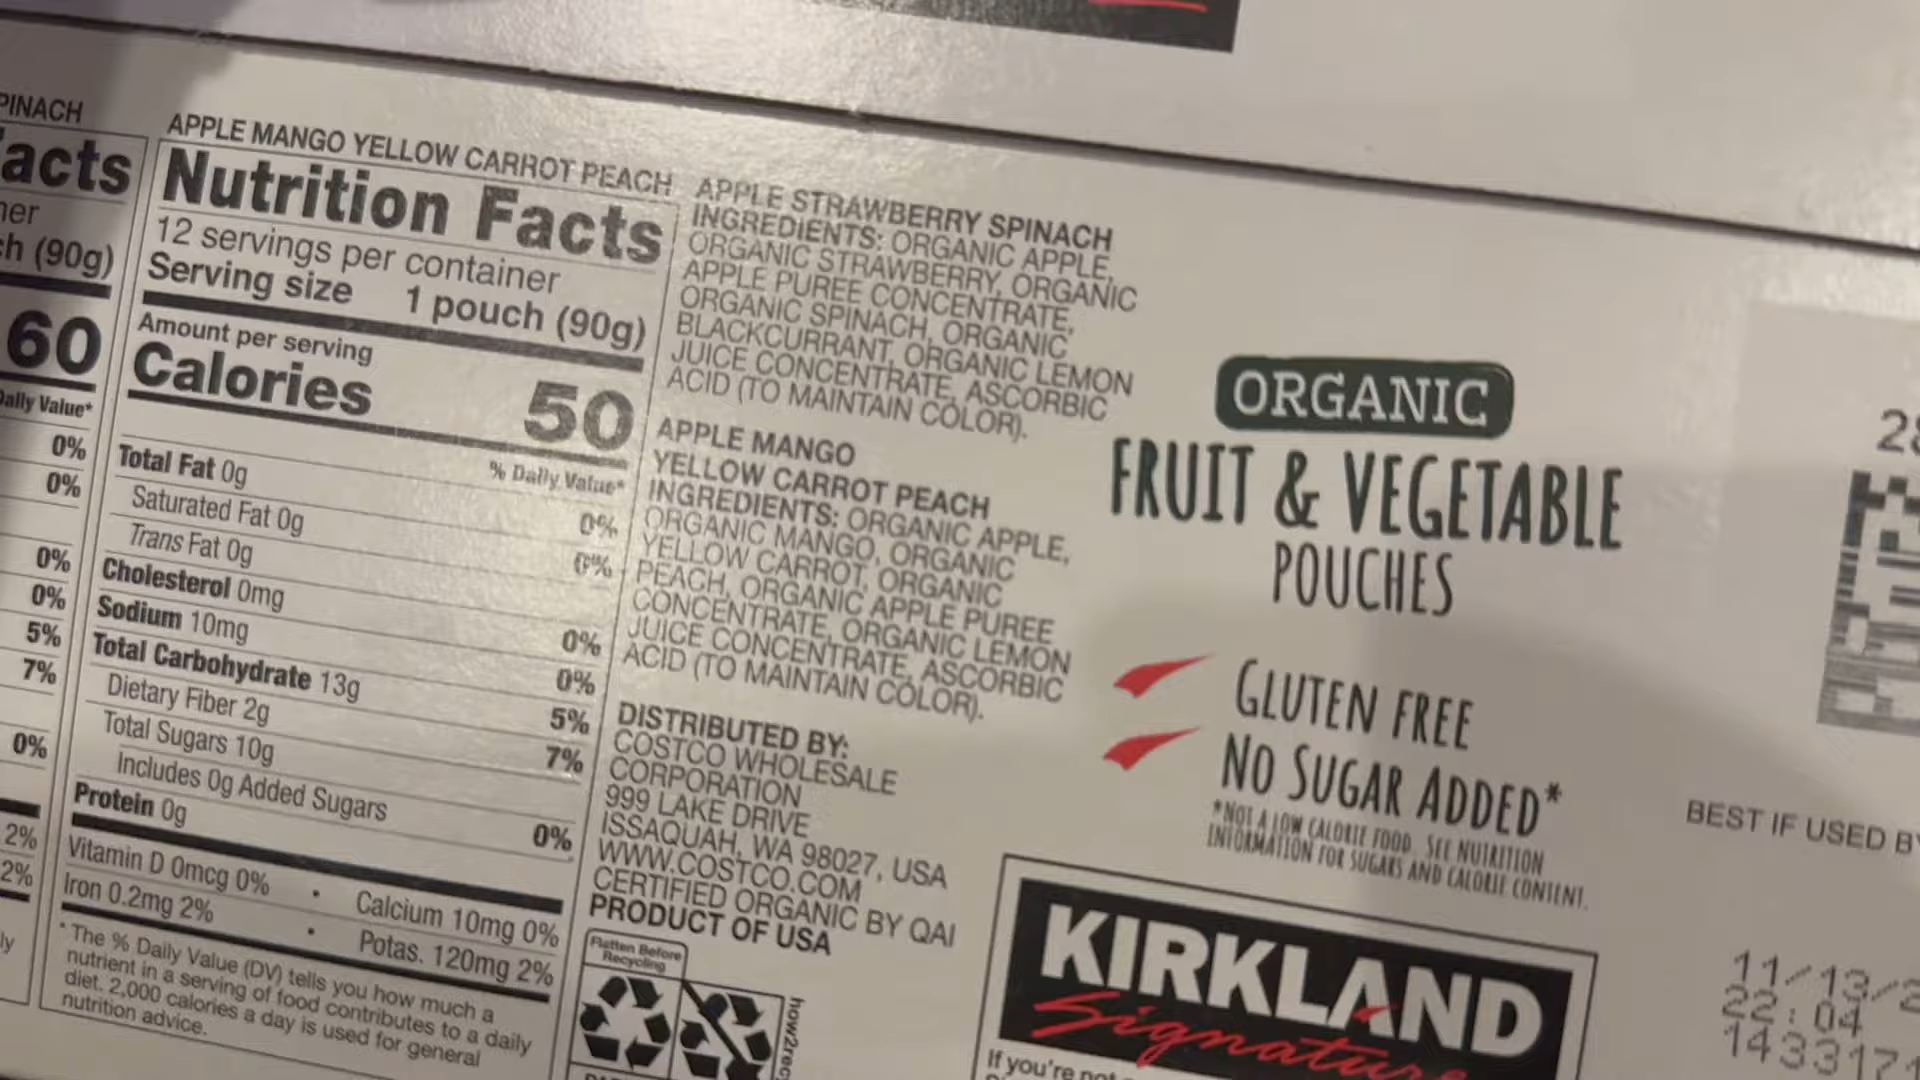 PINACH
acts
ner
ch (90g)
60
Daily Value*
0%
0%
0%
0%
5%
7%
0%
2%
2%
ly
APPLE MANGO YELLOW CARROT PEACH
Nutrition Facts
12 servings per container
Serving size 1 pouch (90g)
Amount per serving
Calories 50
% Daily Value*
Total Fat 0g 0%
Saturated Fat 0g 0%
Trans Fat 0g
Cholesterol 0mg 0%
Sodium 10mg 0%
Total Carbohydrate 13g 5%
Dietary Fiber 2g 7%
Total Sugars 10g
Includes 0g Added Sugars 0%
Protein 0g
Vitamin D 0mcg 0% • Calcium 10mg 0%
Iron 0.2mg 2% • Potas. 120mg 2%
* The % Daily Value (DV) tells you how much a
nutrient in a serving of food contributes to a daily
diet. 2,000 calories a day is used for general
nutrition advice.
APPLE STRAWBERRY SPINACH
INGREDIENTS: ORGANIC APPLE,
ORGANIC STRAWBERRY, ORGANIC
APPLE PUREE CONCENTRATE,
ORGANIC SPINACH, ORGANIC
BLACKCURRANT, ORGANIC LEMON
JUICE CONCENTRATE, ASCORBIC
ACID (TO MAINTAIN COLOR).
APPLE MANGO
YELLOW CARROT PEACH
INGREDIENTS: ORGANIC APPLE,
ORGANIC MANGO, ORGANIC
YELLOW CARROT, ORGANIC
PEACH, ORGANIC APPLE PUREE
CONCENTRATE, ORGANIC LEMON
JUICE CONCENTRATE, ASCORBIC
ACID (TO MAINTAIN COLOR).
DISTRIBUTED BY:
COSTCO WHOLESALE
CORPORATION
999 LAKE DRIVE
ISSAQUAH, WA 98027, USA
WWW.COSTCO.COM
CERTIFIED ORGANIC BY QAI
PRODUCT OF USA
Flatten Before
Recycling
how2rec
ORGANIC
FRUIT & VEGETABLE
POUCHES
GLUTEN FREE
NO SUGAR ADDED*
*NOT A LOW CALORIE FOOD. SEE NUTRITION
INFORMATION FOR SUGARS AND CALORIE CONTENT.
KIRKLAND
Signature
If you're not
28
BEST IF USED BY
11-13-2
22:04
143317